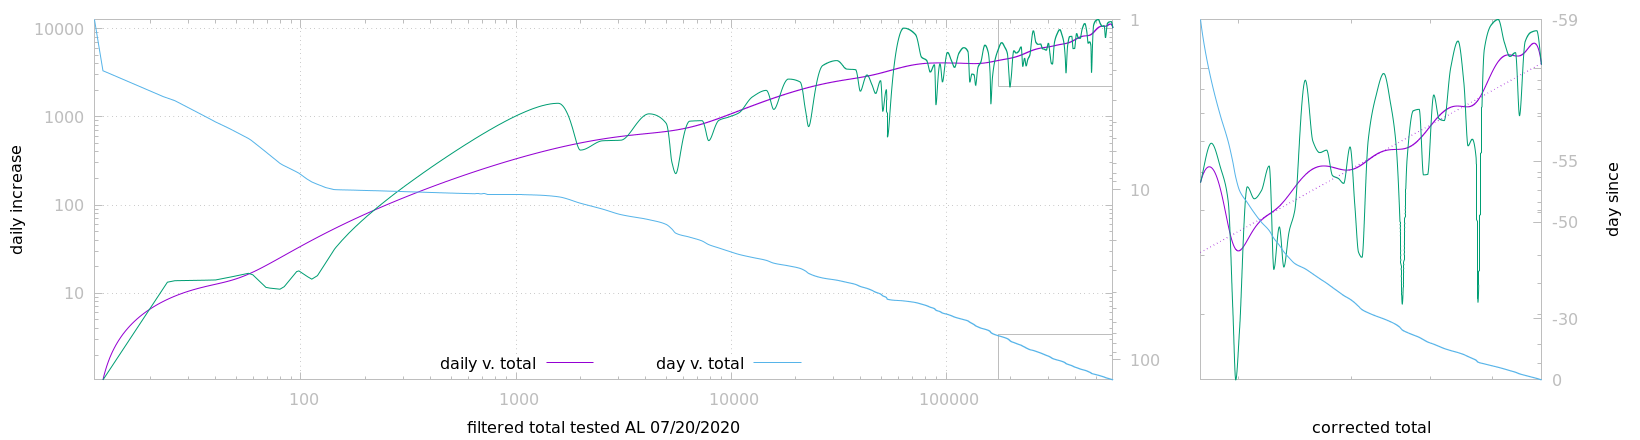 10000
1000
100
10
daily increase
100
1000
10000
100000
filtered total tested AL 07/20/2020
daily v. total
day v. total
1
10
100
-59
-55
-50
-30
0
day since
corrected total